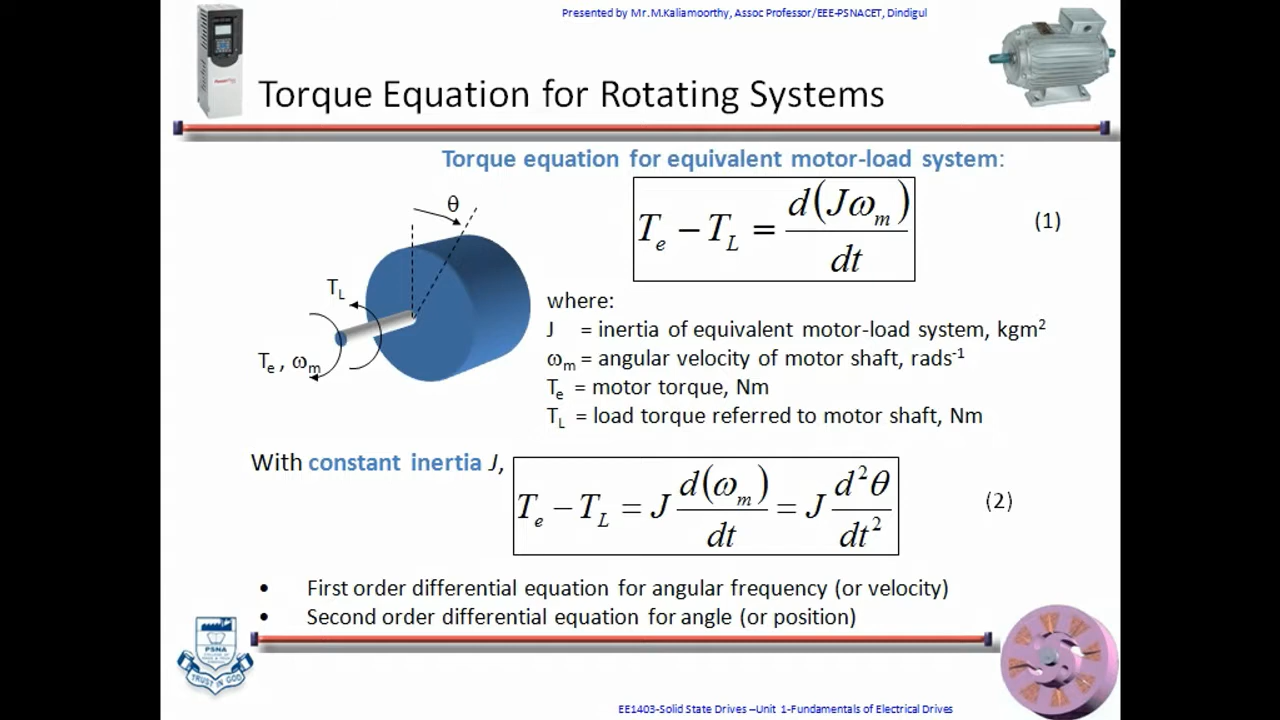 Presented by Mr.M.Kaliamoorthy, Assoc Professor/EEE-PSNACET, Dindigul
Torque Equation for Rotating Systems
Torque equation for equivalent motor-load system:
T_e − T_L = d(Jω_m)/dt (1)
θ
T_L
T_e , ω_m
where:
J = inertia of equivalent motor-load system, kgm²
ω_m = angular velocity of motor shaft, rads⁻¹
T_e = motor torque, Nm
T_L = load torque referred to motor shaft, Nm
With constant inertia J,
T_e − T_L = J d(ω_m)/dt = J d²θ/dt² (2)
• First order differential equation for angular frequency (or velocity)
• Second order differential equation for angle (or position)
PSNA
TRUST IN GOD
EE1403-Solid State Drives –Unit 1-Fundamentals of Electrical Drives